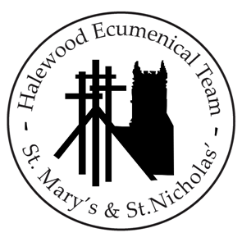 - Halewood Ecumenical Team -
St. Mary's & St.Nicholas'